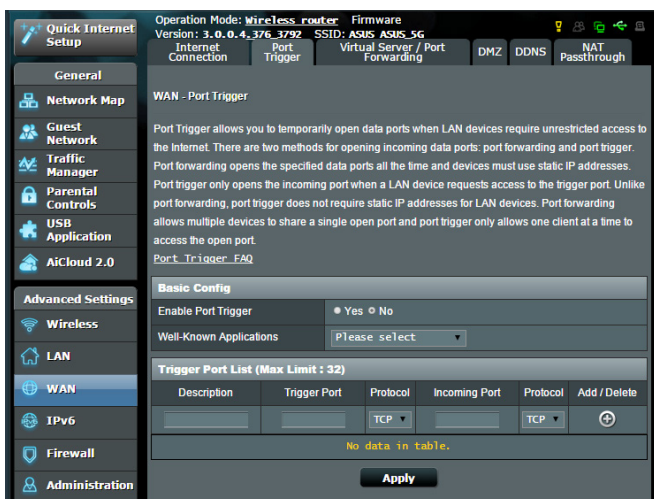 Quick Internet
Setup
General
Network Map
Guest
Network
Traffic
Manager
Parental
Controls
USB
Application
AiCloud 2.0
Advanced Settings
Wireless
LAN
WAN
IPv6
Firewall
Administration
Operation Mode: Wireless router Firmware
Version: 3.0.0.4_376_3792 SSID: ASUS ASUS_5G
Internet
Connection
Port
Trigger
Virtual Server / Port
Forwarding
DMZ
DDNS
NAT
Passthrough
WAN - Port Trigger
Port Trigger allows you to temporarily open data ports when LAN devices require unrestricted access to
the Internet. There are two methods for opening incoming data ports: port forwarding and port trigger.
Port forwarding opens the specified data ports all the time and devices must use static IP addresses.
Port trigger only opens the incoming port when a LAN device requests access to the trigger port. Unlike
port forwarding, port trigger does not require static IP addresses for LAN devices. Port forwarding
allows multiple devices to share a single open port and port trigger only allows one client at a time to
access the open port.
Port Trigger FAQ
Basic Config
Enable Port Trigger Yes No
Well-Known Applications Please select
Trigger Port List (Max Limit : 32)
Description Trigger Port Protocol Incoming Port Protocol Add / Delete
TCP TCP
No data in table.
Apply